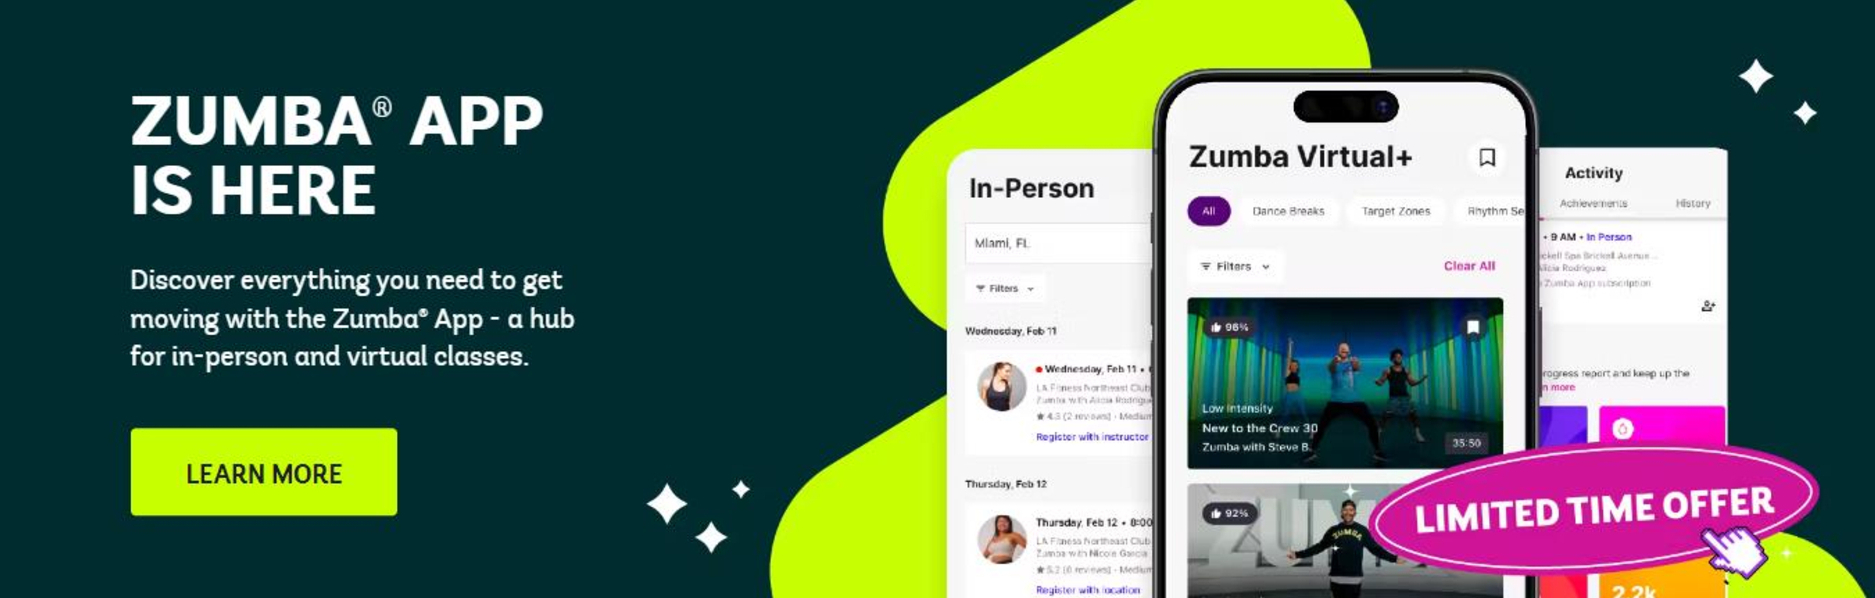 ZUMBA® APP
IS HERE
Discover everything you need to get
moving with the Zumba® App - a hub
for in-person and virtual classes.
LEARN MORE
In-Person
Miami, FL
Filters
Wednesday, Feb 11
Wednesday, Feb 11 •
LA Fitness Northeast Club
Zumba with Alicia Rodrigu
★ 4.3 (2 reviews) - Medium
Register with instructor
Thursday, Feb 12
Thursday, Feb 12 • 8:00
LA Fitness Northeast Club
Zumba with Nicole Garcia
★ 5.2 (6 reviews) - Medium
Register with location
Zumba Virtual+
All
Dance Breaks
Target Zones
Rhythm Se
Filters
Clear All
96%
Low Intensity
New to the Crew 30
Zumba with Steve B.
35:50
92%
ZUM
ZUMBA
Activity
Achievements
History
• 9 AM • In Person
ickell Spa Brickell Avenue...
Alicia Rodriguez
Zumba App subscription
rogress report and keep up the
n more
LIMITED TIME OFFER
2.2k